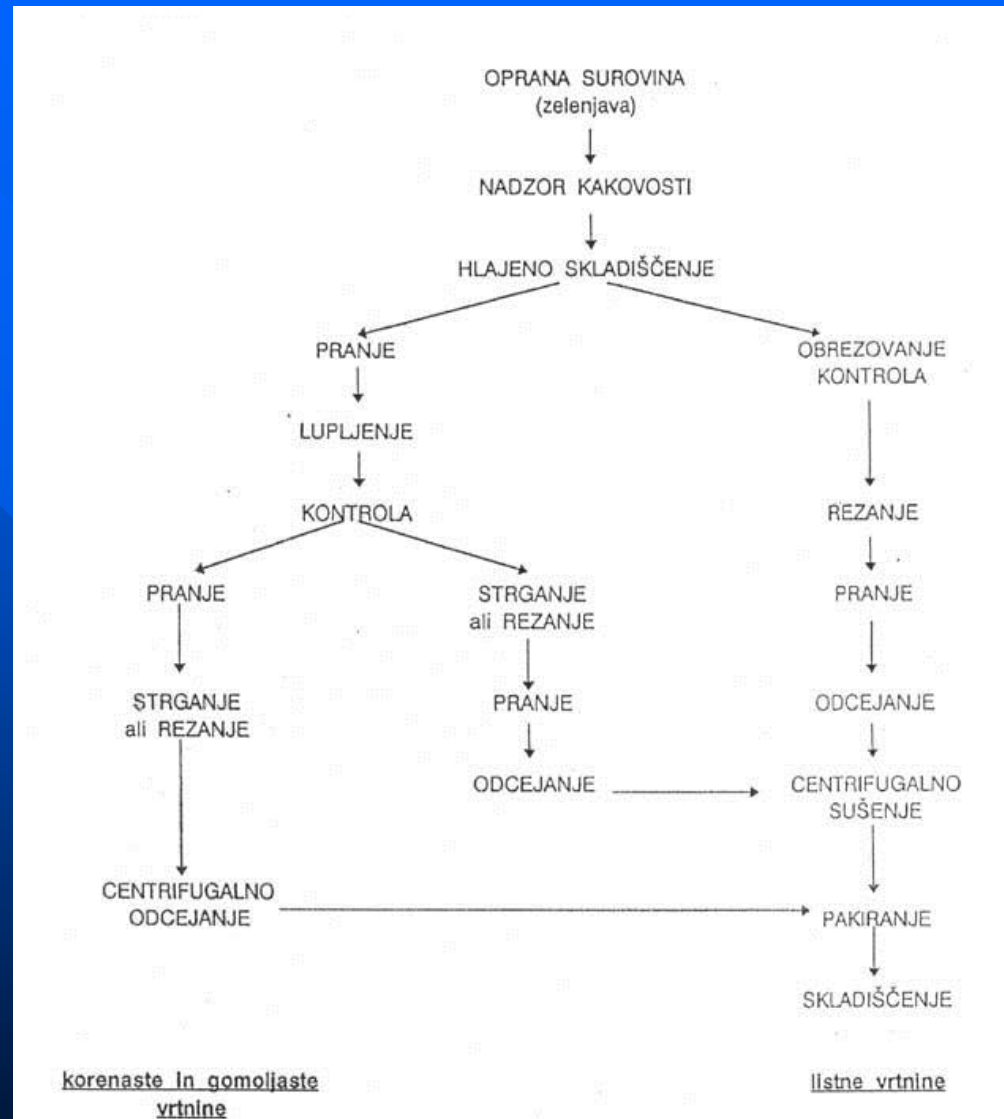 OPRANA SUROVINA
(zelenjava)
NADZOR KAKOVOSTI
HLAJENO SKLADIŠČENJE
PRANJE
OBREZOVANJE
KONTROLA
LUPLJENJE
KONTROLA
REZANJE
PRANJE
STRGANJE
ali REZANJE
PRANJE
STRGANJE
ali REZANJE
PRANJE
ODCEJANJE
ODCEJANJE
CENTRIFUGALNO
SUŠENJE
CENTRIFUGALNO
ODCEJANJE
PAKIRANJE
SKLADIŠČENJE
korenaste in gomoljaste
vrtnine
listne vrtnine